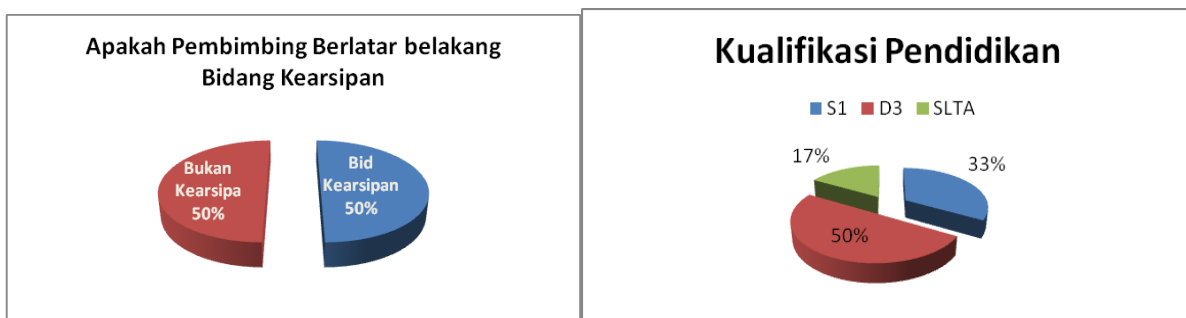 Apakah Pembimbing Berlatar belakang
Bidang Kearsipan
Bukan
Kearsipa
50%
Bid
Kearsipan
50%
Kualifikasi Pendidikan
S1 D3 SLTA
17%
33%
50%